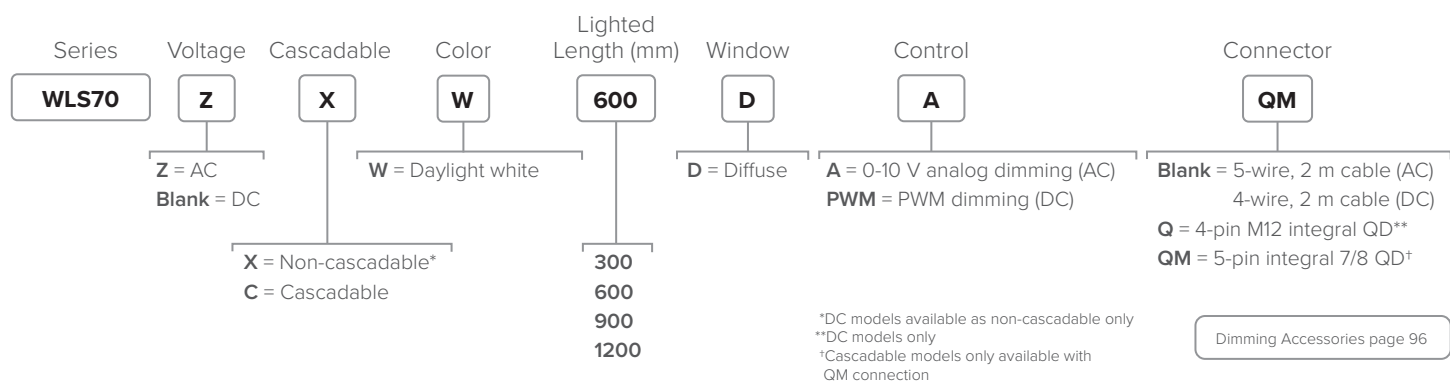 Series
Voltage
Cascadable
Color
Lighted
Length (mm)
Window
Control
Connector
WLS70
Z
X
W
600
D
A
QM
Z = AC
Blank = DC
X = Non-cascadable*
C = Cascadable
W = Daylight white
300
600
900
1200
D = Diffuse
A = 0-10 V analog dimming (AC)
PWM = PWM dimming (DC)
Blank = 5-wire, 2 m cable (AC)
4-wire, 2 m cable (DC)
Q = 4-pin M12 integral QD**
QM = 5-pin integral 7/8 QD†
*DC models available as non-cascadable only
**DC models only
†Cascadable models only available with
QM connection
Dimming Accessories page 96